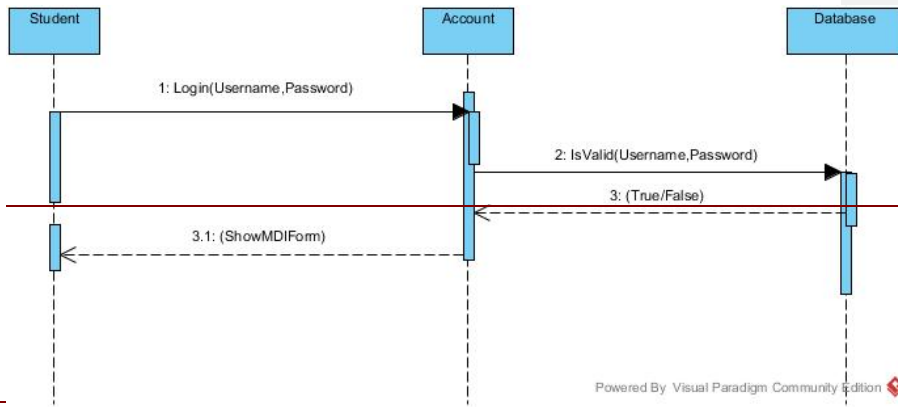 Student
Account
Database
1: Login(Username,Password)
2: IsValid(Username,Password)
3: (True/False)
3.1: (ShowMDIForm)
Powered By Visual Paradigm Community Edition